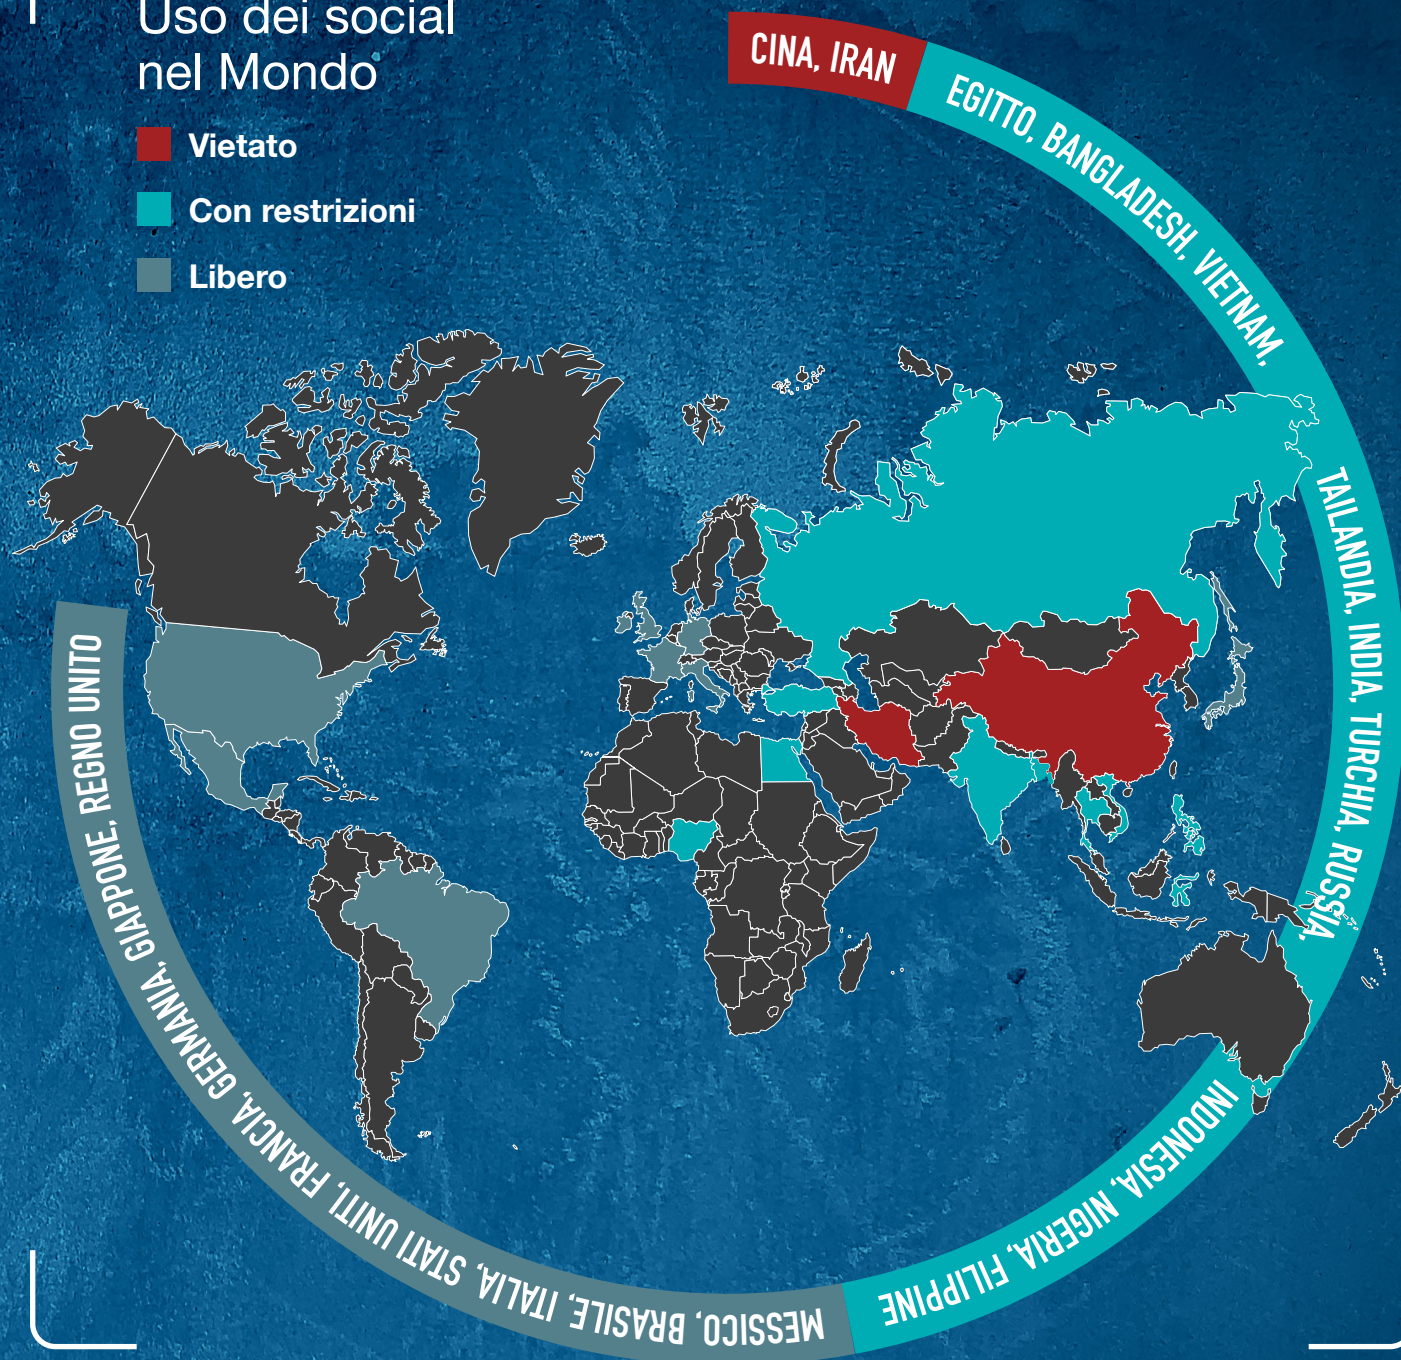 Uso dei social
nel Mondo
Vietato
Con restrizioni
Libero
CINA, IRAN
EGITTO, BANGLADESH, VIETNAM,
TAILANDIA, INDIA, TURCHIA, RUSSIA,
INDONESIA, NIGERIA, FILIPPINE
MESSICO, BRASILE, ITALIA, STATI UNITI, FRANCIA, GERMANIA, GIAPPONE, REGNO UNITO